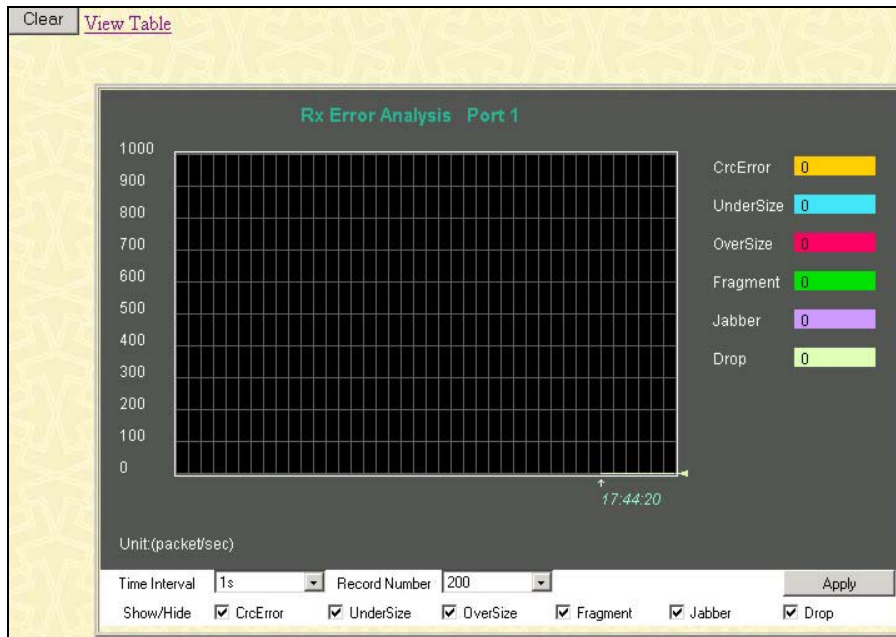 Clear View Table
Rx Error Analysis Port 1
1000
900
800
700
600
500
400
300
200
100
0
CrcError 0
UnderSize 0
OverSize 0
Fragment 0
Jabber 0
Drop 0
17:44:20
Unit:(packet/sec)
Time Interval 1s Record Number 200 Apply
Show/Hide CrcError UnderSize OverSize Fragment Jabber Drop